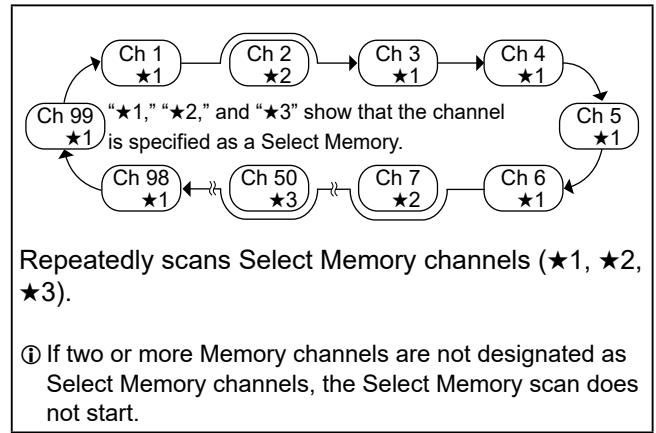 Ch 1
★1
Ch 2
★2
Ch 3
★1
Ch 4
★1
Ch 99
★1
“★1,” “★2,” and “★3” show that the channel
is specified as a Select Memory.
Ch 5
★1
Ch 98
★1
Ch 50
★3
Ch 7
★2
Ch 6
★1
Repeatedly scans Select Memory channels (★1, ★2,
★3).
ⓘ If two or more Memory channels are not designated as
Select Memory channels, the Select Memory scan does
not start.